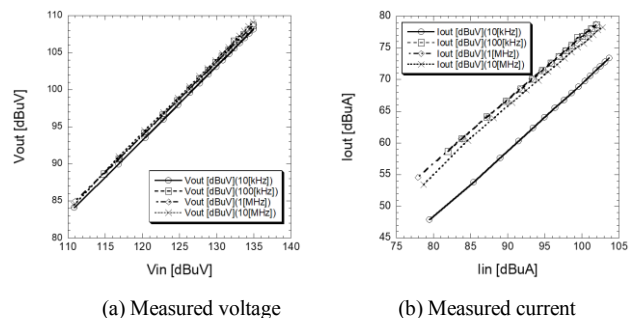 110
105
100
95
90
85
80
Vout [dBuV]
Vout [dBuV](10[kHz])
Vout [dBuV](100[kHz])
Vout [dBuV](1[MHz])
Vout [dBuV](10[MHz])
110 115 120 125 130 135 140
Vin [dBuV]
(a) Measured voltage
80
75
70
65
60
55
50
45
Iout [dBuA]
Iout [dBuV](10[kHz])
Iout [dBuV](100[kHz])
Iout [dBuV](1[MHz])
Iout [dBuV](10[MHz])
75 80 85 90 95 100 105
Iin [dBuA]
(b) Measured current